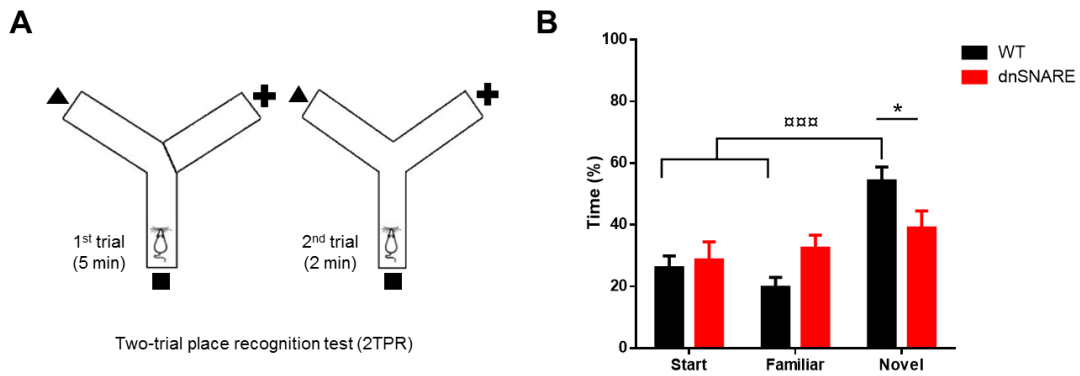 A
1st trial
(5 min)
2nd trial
(2 min)
Two-trial place recognition test (2TPR)
B
WT
dnSNARE
¤¤¤
*
Time (%)
100
80
60
40
20
0
Start Familiar Novel